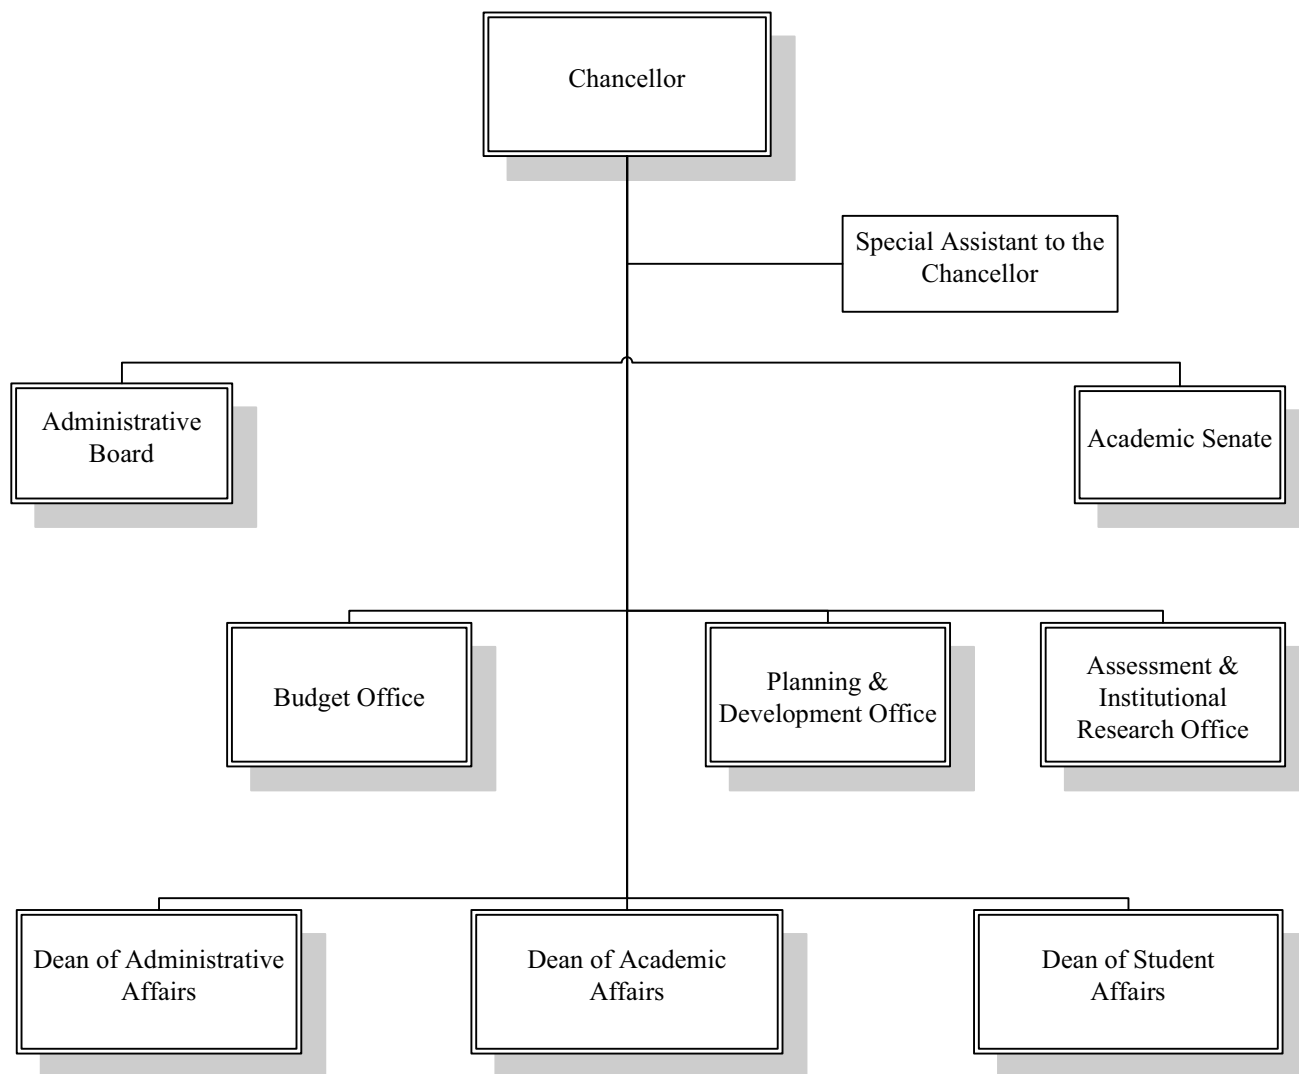 Chancellor
Special Assistant to the
Chancellor
Administrative
Board
Academic Senate
Budget Office
Planning &
Development Office
Assessment &
Institutional
Research Office
Dean of Administrative
Affairs
Dean of Academic
Affairs
Dean of Student
Affairs